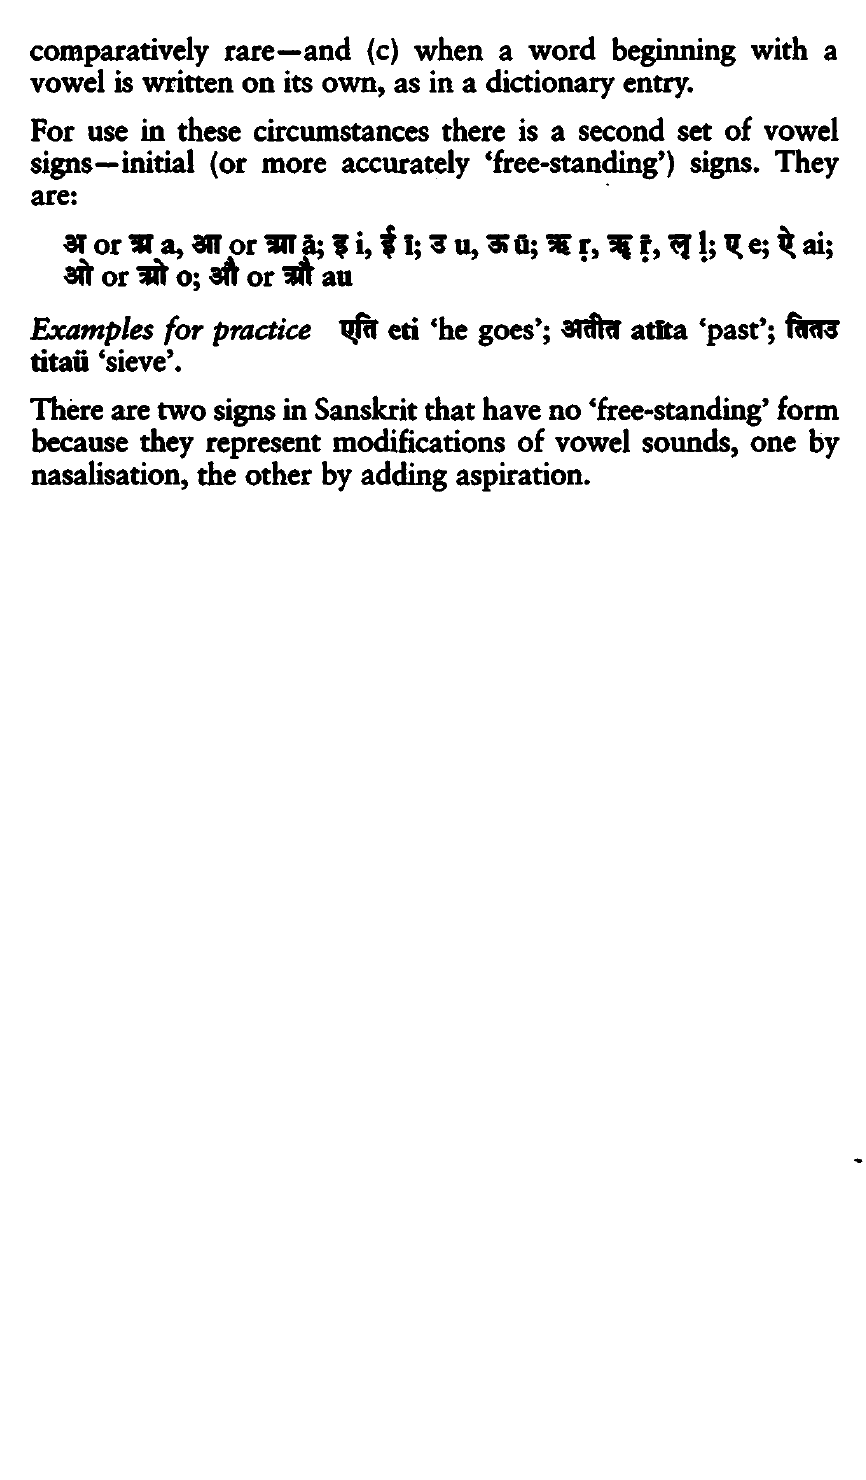 comparatively rare—and (c) when a word beginning with a
vowel is written on its own, as in a dictionary entry.
For use in these circumstances there is a second set of vowel
signs—initial (or more accurately ‘free-standing’) signs. They
are:
अ or अ a, आ or आ ā; इ i, ई ī; उ u, ऊ ū; ऋ ṛ, ॠ ṝ, ऌ ḷ; ए e; ऐ ai;
ओ or ओ o; औ or औ au
Examples for practice एति eti ‘he goes’; अतीत atīta ‘past’; तितउ
titaü ‘sieve’.
There are two signs in Sanskrit that have no ‘free-standing’ form
because they represent modifications of vowel sounds, one by
nasalisation, the other by adding aspiration.